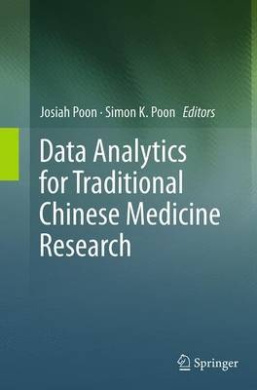 Josiah Poon · Simon K. Poon Editors
Data Analytics
for Traditional
Chinese Medicine
Research
Springer